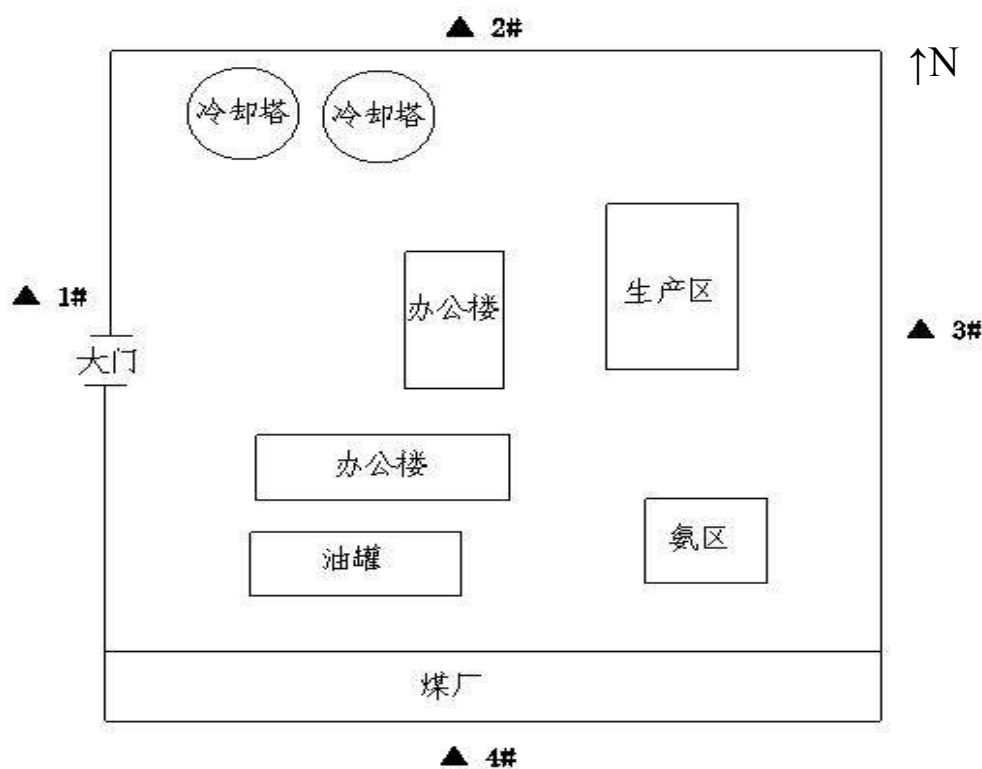 ▲ 2#
↑N
冷却塔
冷却塔
生产区
办公楼
▲ 1#
▲ 3#
大门
办公楼
氨区
油罐
煤厂
▲ 4#